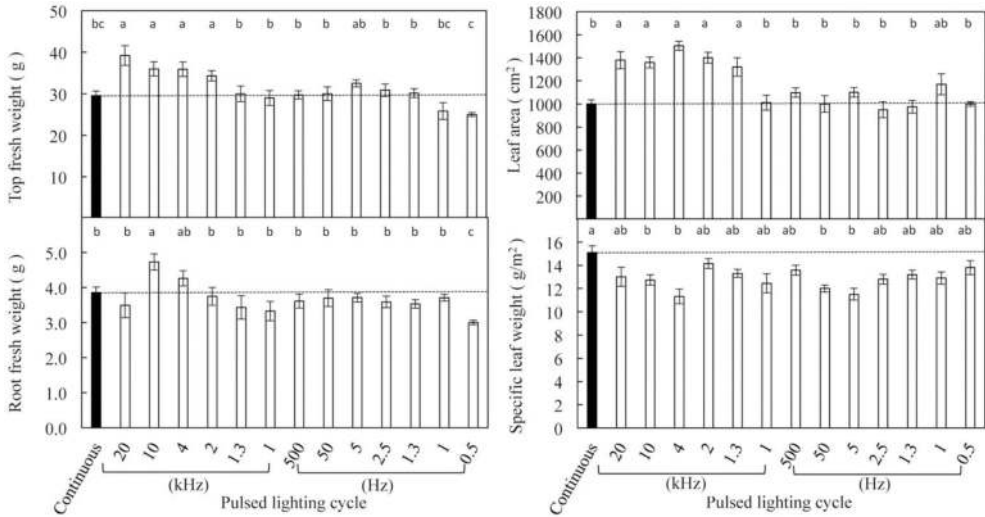 bc a a a a b b b b ab b b bc c
50
40
30
20
10
Top fresh weight ( g )
b b a ab b b b b b b b b b c
5.0
4.0
3.0
2.0
1.0
0.0
Root fresh weight ( g )
Continuous 20 10 4 2 1.3 1 500 50 5 2.5 1.3 1 0.5
(kHz) (Hz)
Pulsed lighting cycle
1800
1600
1400
1200
1000
800
600
400
200
Leaf area ( cm²)
b a a a a a b b b b b b ab b
16
14
12
10
8
6
4
2
0
Specific leaf weight ( g/m²)
a ab ab b ab ab ab ab b b ab ab ab ab
Continuous 20 10 4 2 1.3 1 500 50 5 2.5 1.3 1 0.5
(kHz) (Hz)
Pulsed lighting cycle